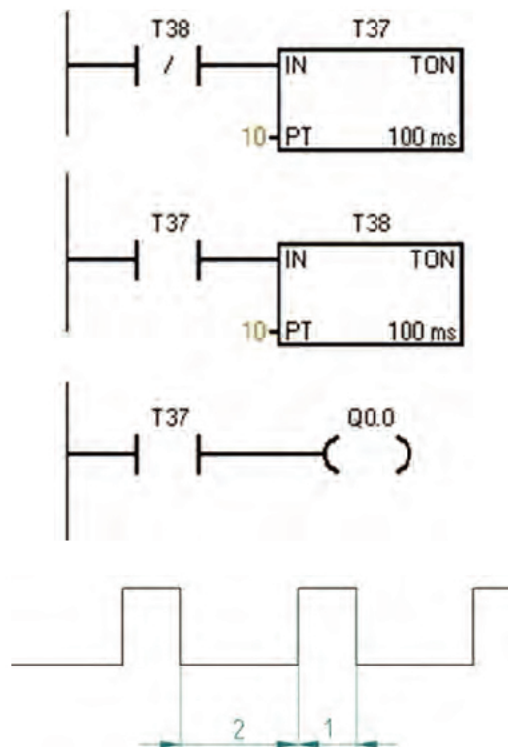 T38 T37
/ IN TON
10 PT 100 ms
T37 T38
IN TON
10 PT 100 ms
T37 Q0.0
2 1